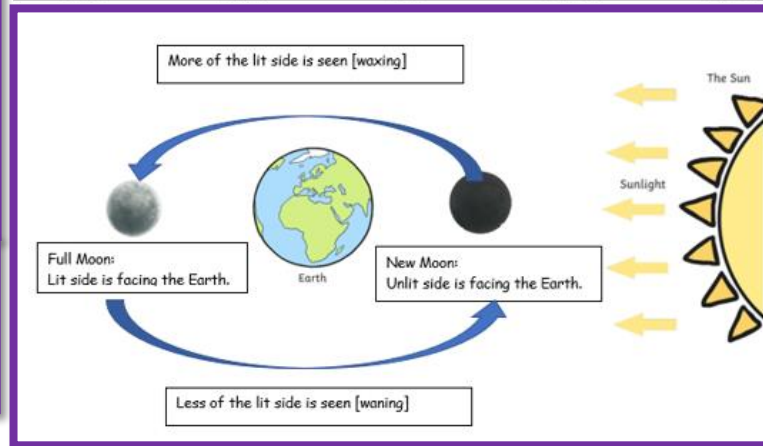 More of the lit side is seen [waxing]
The Sun
Sunlight
Full Moon:
Lit side is facing the Earth.
Earth
New Moon:
Unlit side is facing the Earth.
Less of the lit side is seen [waning]